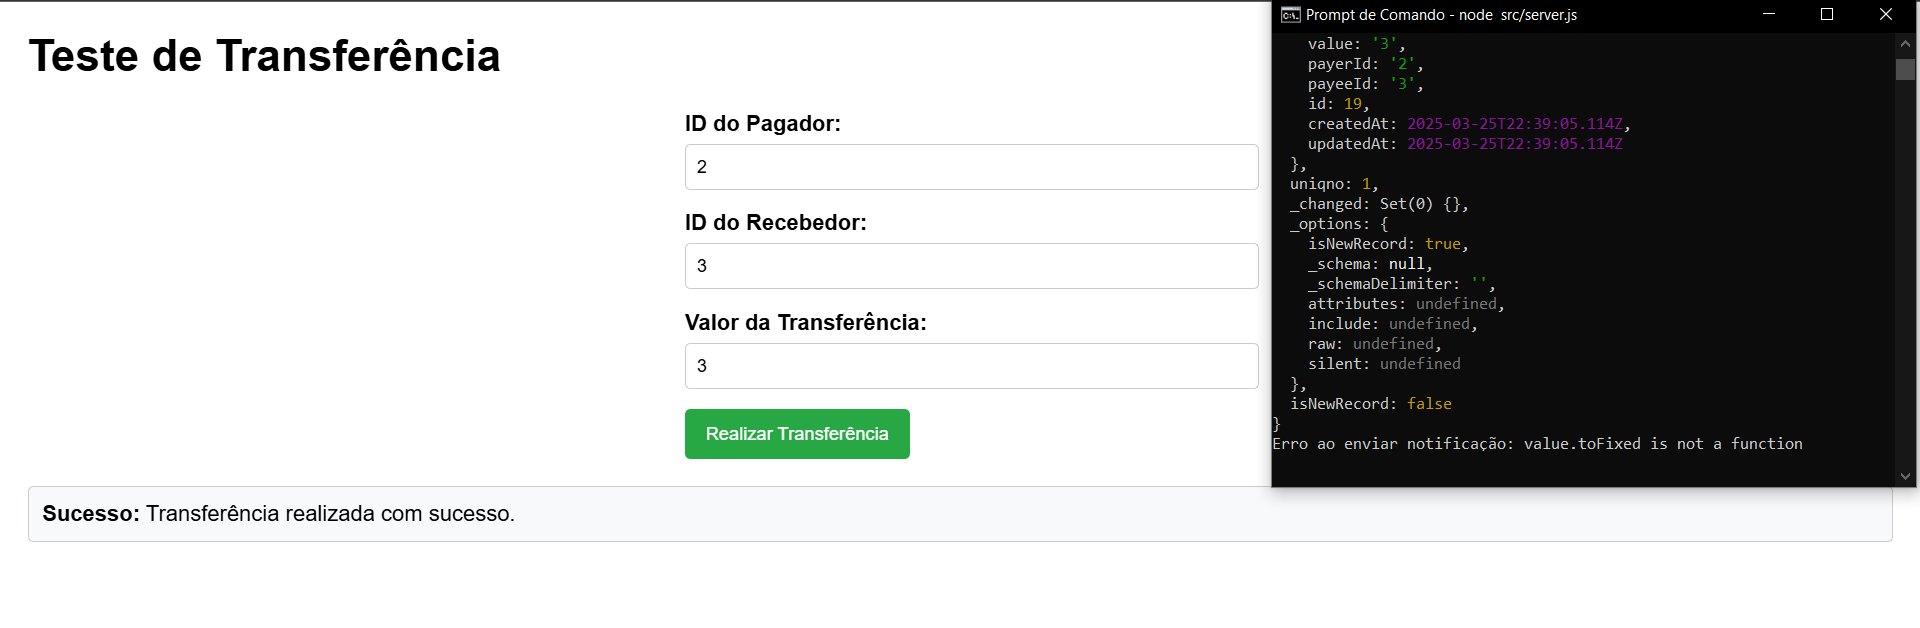 Teste de Transferência
ID do Pagador:
2
ID do Recebedor:
3
Valor da Transferência:
3
Realizar Transferência
Sucesso: Transferência realizada com sucesso.
Prompt de Comando - node  src/server.js
value: '3',
payerId: '2',
payeeId: '3',
id: 19,
createdAt: 2025-03-25T22:39:05.114Z,
updatedAt: 2025-03-25T22:39:05.114Z
},
uniqno: 1,
_changed: Set(0) {},
_options: {
isNewRecord: true,
_schema: null,
_schemaDelimiter: '',
attributes: undefined,
include: undefined,
raw: undefined,
silent: undefined
},
isNewRecord: false
}
Erro ao enviar notificação: value.toFixed is not a function